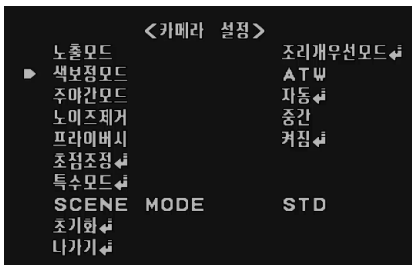 <카메라 설정>
노출모드 조리개우선모드↲
색보정모드 ATW
주야간모드 자동↲
노이즈제거 중간
프라이버시 켜짐↲
초점조정↲
특수모드↲
SCENE MODE STD
초기화↲
나가기↲